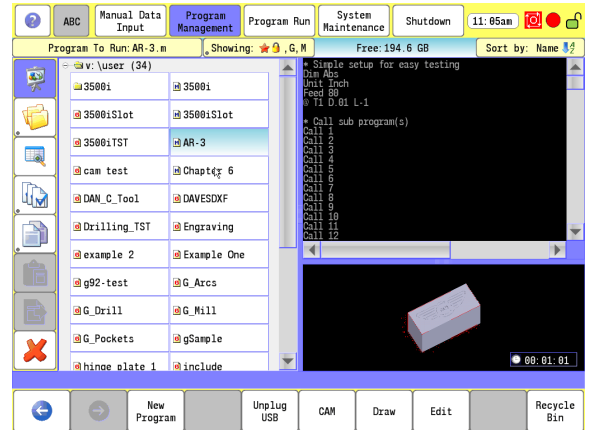 ?
ABC
Manual Data
Input
Program
Management
Program Run
System
Maintenance
Shutdown
11:05am
Program To Run: AR-3.m
Showing: , G, M
Free: 194.6 GB
Sort by: Name
v: \user (34)
3500i
3500i
3500iSlot
3500iSlot
3500iTST
AR-3
cam test
Chapter 6
DAN_C_Tool
DAVESDXF
Drilling_TST
Engraving
example 2
Example One
g92-test
G_Arcs
G_Drill
G_Mill
G_Pockets
gSample
hinge plate 1
include
* Simple setup for easy testing
Dim Abs
Unit Inch
Feed 80
@ T1 D.01 L-1
* Call sub program(s)
Call 1
Call 2
Call 3
Call 4
Call 5
Call 6
Call 7
Call 8
Call 9
Call 10
Call 11
Call 12
00:01:01
New
Program
Unplug
USB
CAM
Draw
Edit
Recycle
Bin